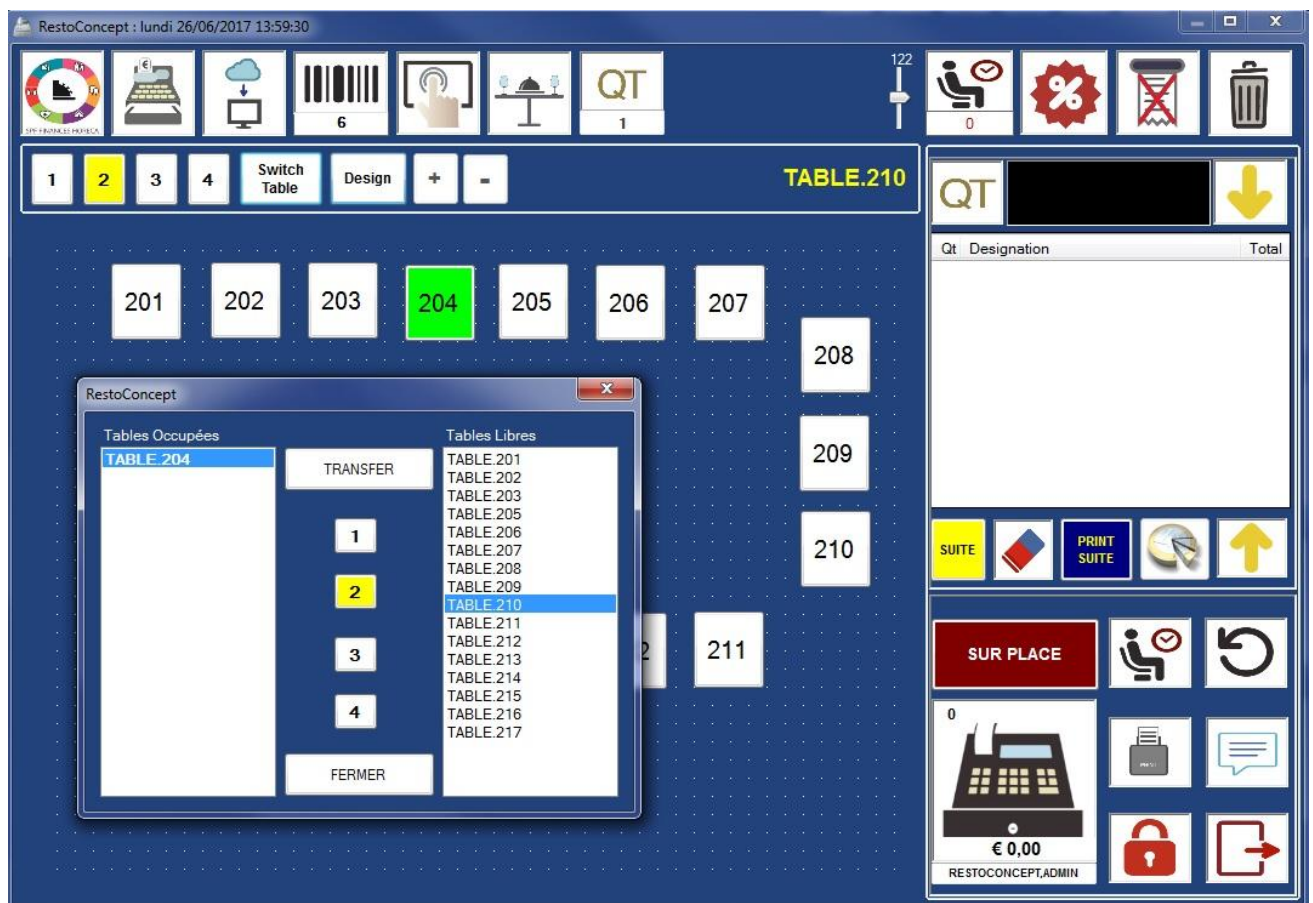 RestoConcept : lundi 26/06/2017 13:59:30
SPF FINANCES HORECA
€
6
QT
1
122
0
%
1
2
3
4
Switch
Table
Design
+
-
TABLE.210
QT
Qt Designation Total
201
202
203
204
205
206
207
208
209
210
211
2
RestoConcept
Tables Occupées
TABLE.204
TRANSFER
1
2
3
4
FERMER
Tables Libres
TABLE.201
TABLE.202
TABLE.203
TABLE.205
TABLE.206
TABLE.207
TABLE.208
TABLE.209
TABLE.210
TABLE.211
TABLE.212
TABLE.213
TABLE.214
TABLE.215
TABLE.216
TABLE.217
SUITE
PRINT
SUITE
SUR PLACE
0
€ 0,00
RESTOCONCEPT,ADMIN